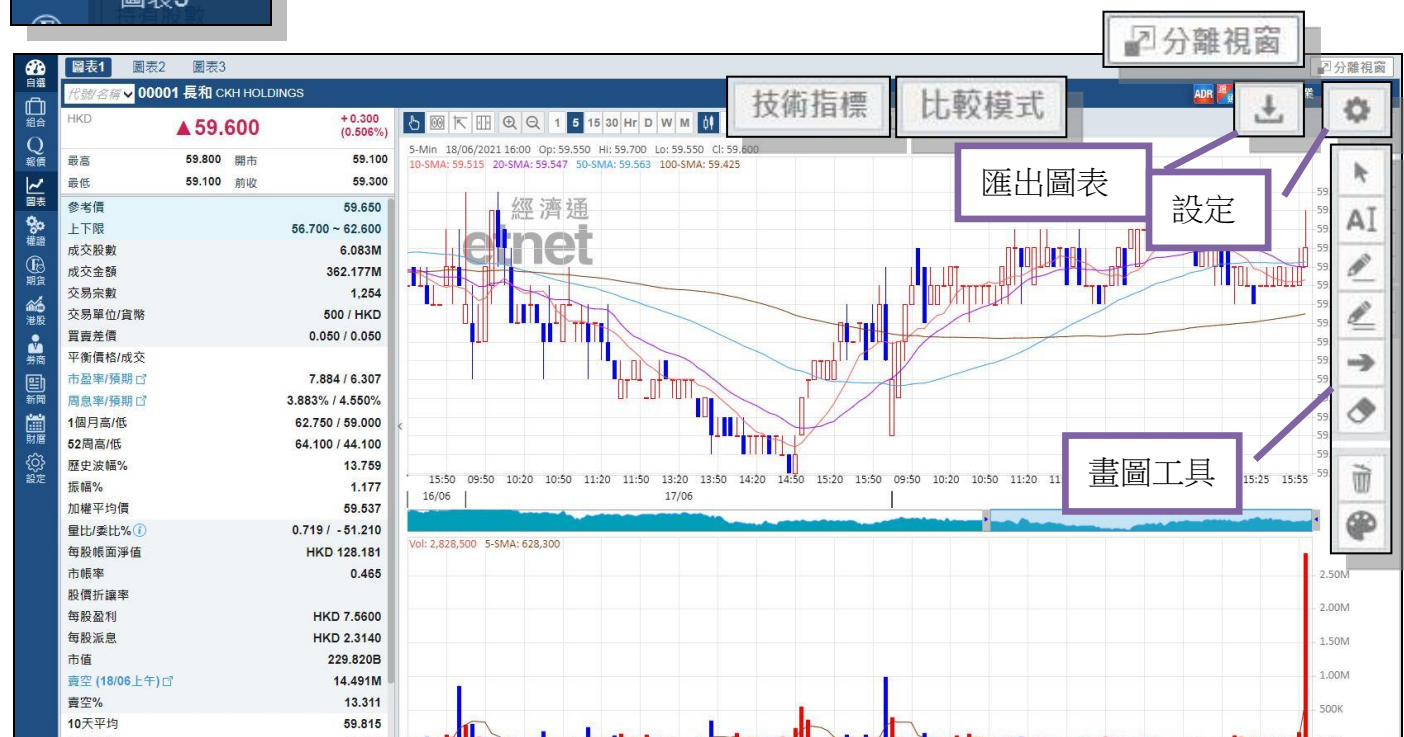 圖表3
分離視窗
自選
圖表1 圖表2 圖表3
分離視窗
代號/名稱 00001 長和 CKH HOLDINGS
技術指標
比較模式
ADR
組合
HKD ▲59.600 +0.300
(0.506%)
1 5 15 30 Hr D W M
報價
最高 59.800 開市 59.100
最低 59.100 前收 59.300
5-Min 18/06/2021 16:00 Op: 59.550 Hi: 59.700 Lo: 59.550 Cl: 59.600
10-SMA: 59.515 20-SMA: 59.547 50-SMA: 59.563 100-SMA: 59.425
匯出圖表
設定
AI
經濟通
etnet
畫圖工具
圖表
權證
期貨
港股
券商
新聞
財曆
設定
參考價 59.650
上下限 56.700 ~ 62.600
成交股數 6.083M
成交金額 362.177M
交易宗數 1,254
交易單位/貨幣 500 / HKD
買賣差價 0.050 / 0.050
平衡價格/成交
市盈率/預期 7.884 / 6.307
周息率/預期 3.883% / 4.550%
1個月高/低 62.750 / 59.000
52周高/低 64.100 / 44.100
歷史波幅% 13.759
振幅% 1.177
加權平均價 59.537
量比/委比% 0.719 / -51.210
每股帳面淨值 HKD 128.181
市帳率 0.465
股價折讓率
每股盈利 HKD 7.5600
每股派息 HKD 2.3140
市值 229.820B
賣空 (18/06上午) 14.491M
賣空% 13.311
10天平均 59.815
15:50 09:50 10:20 10:50 11:20 11:50 13:20 13:50 14:20 14:50 15:20 15:50 09:50 10:20 10:50 11:20 15:25 15:55
16/06 17/06
Vol: 2,828,500 5-SMA: 628,300
2.50M
2.00M
1.50M
1.00M
500K